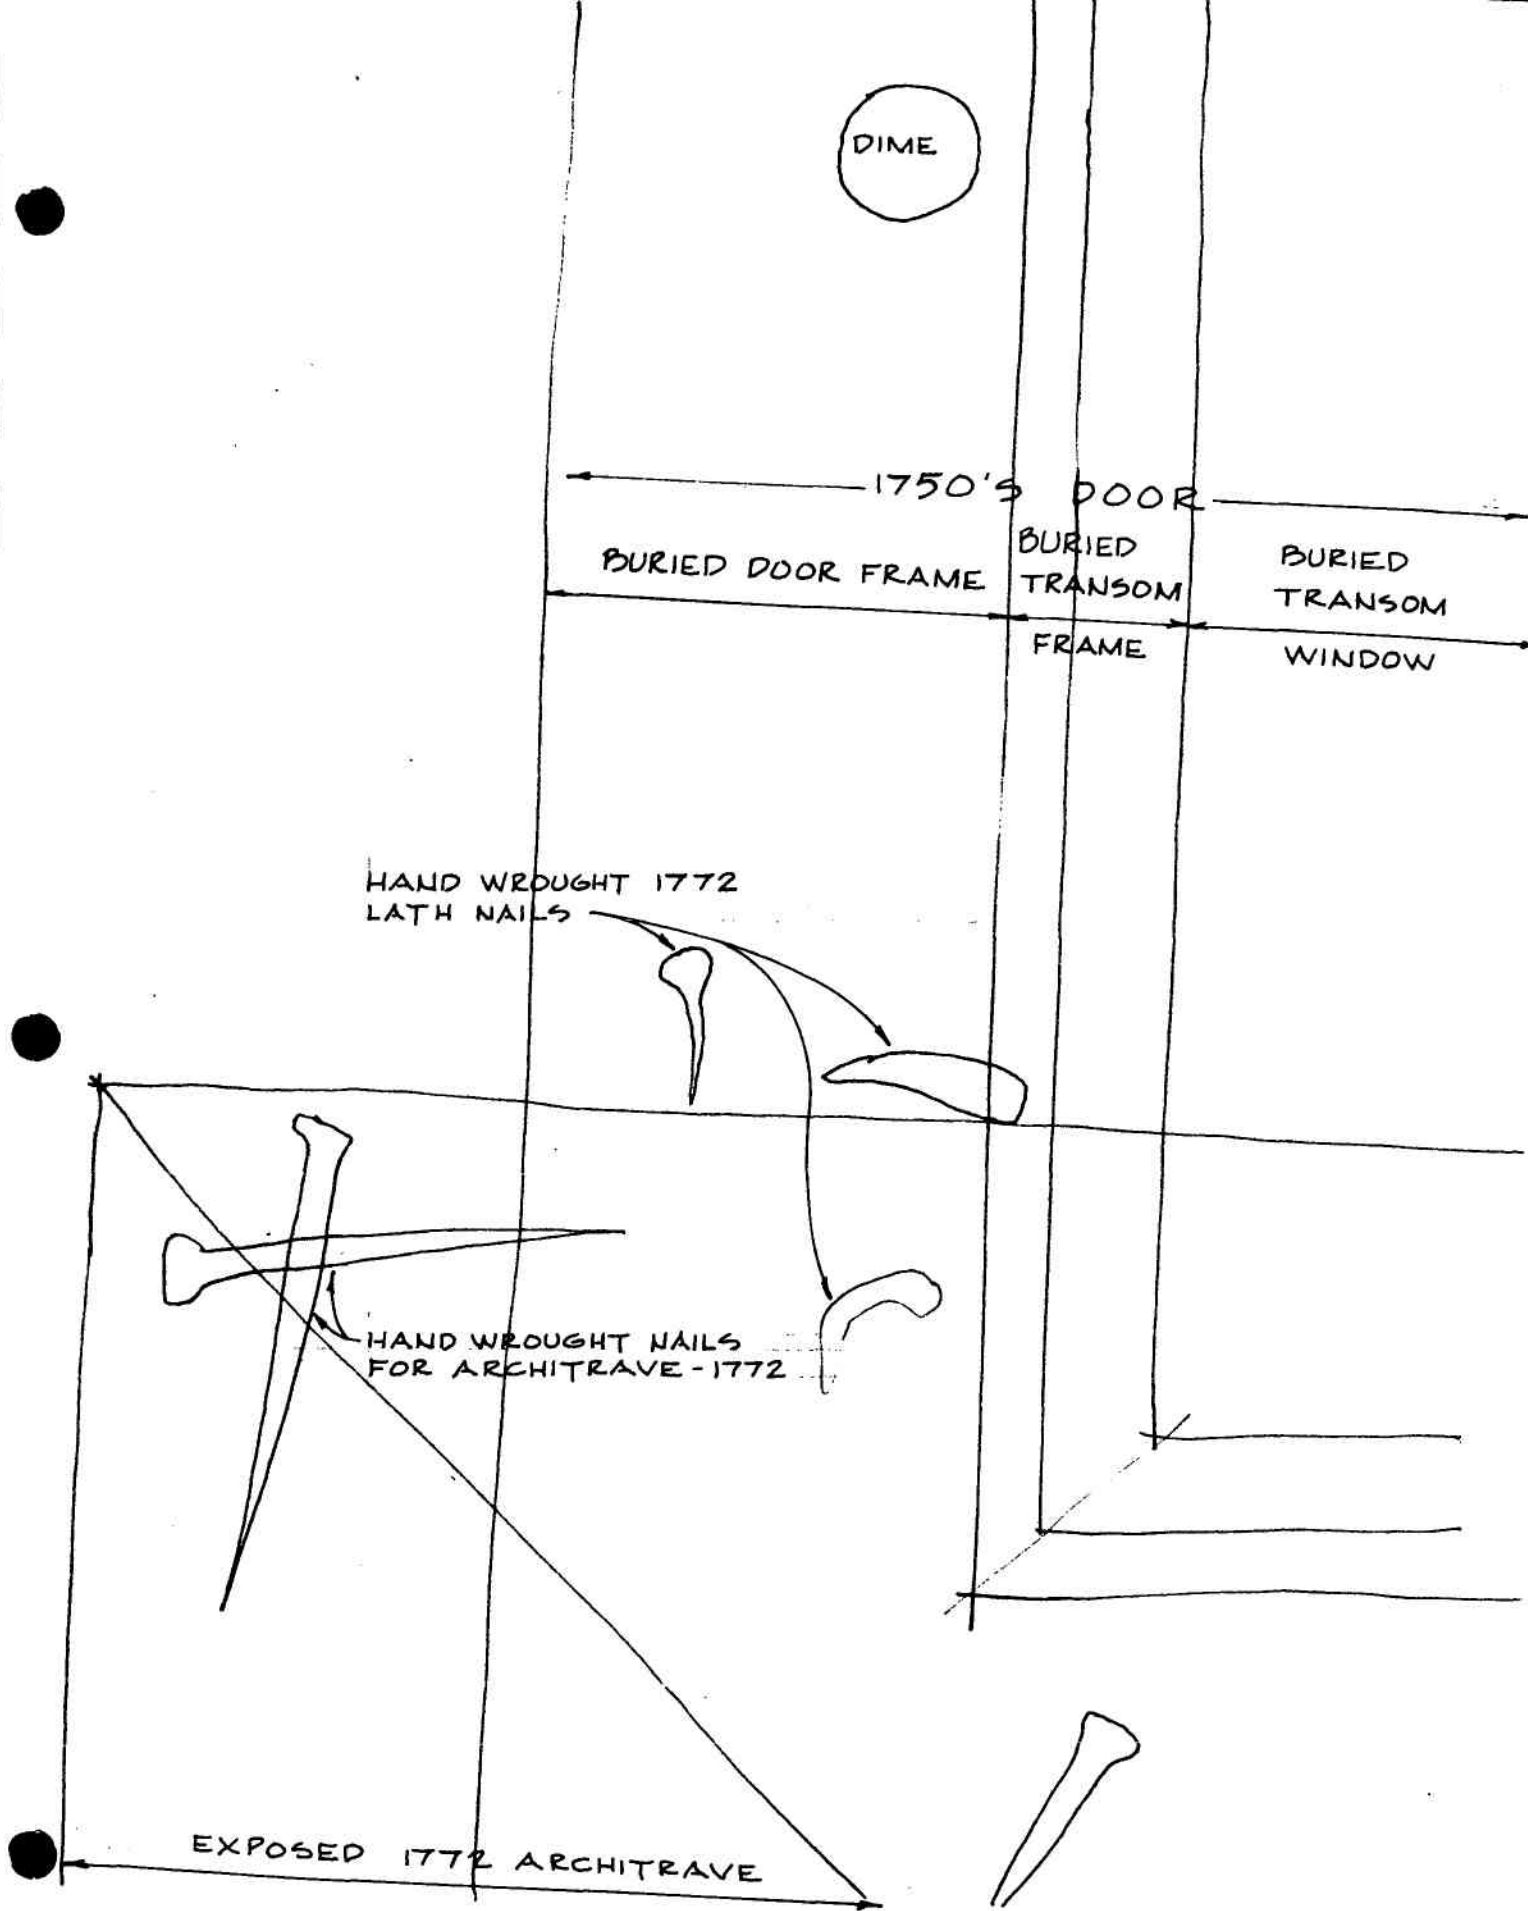 DIME
1750's DOOR
BURIED DOOR FRAME
BURIED
TRANSOM
FRAME
BURIED
TRANSOM
WINDOW
HAND WROUGHT 1772
LATH NAILS
HAND WROUGHT NAILS
FOR ARCHITRAVE - 1772
EXPOSED 1772 ARCHITRAVE